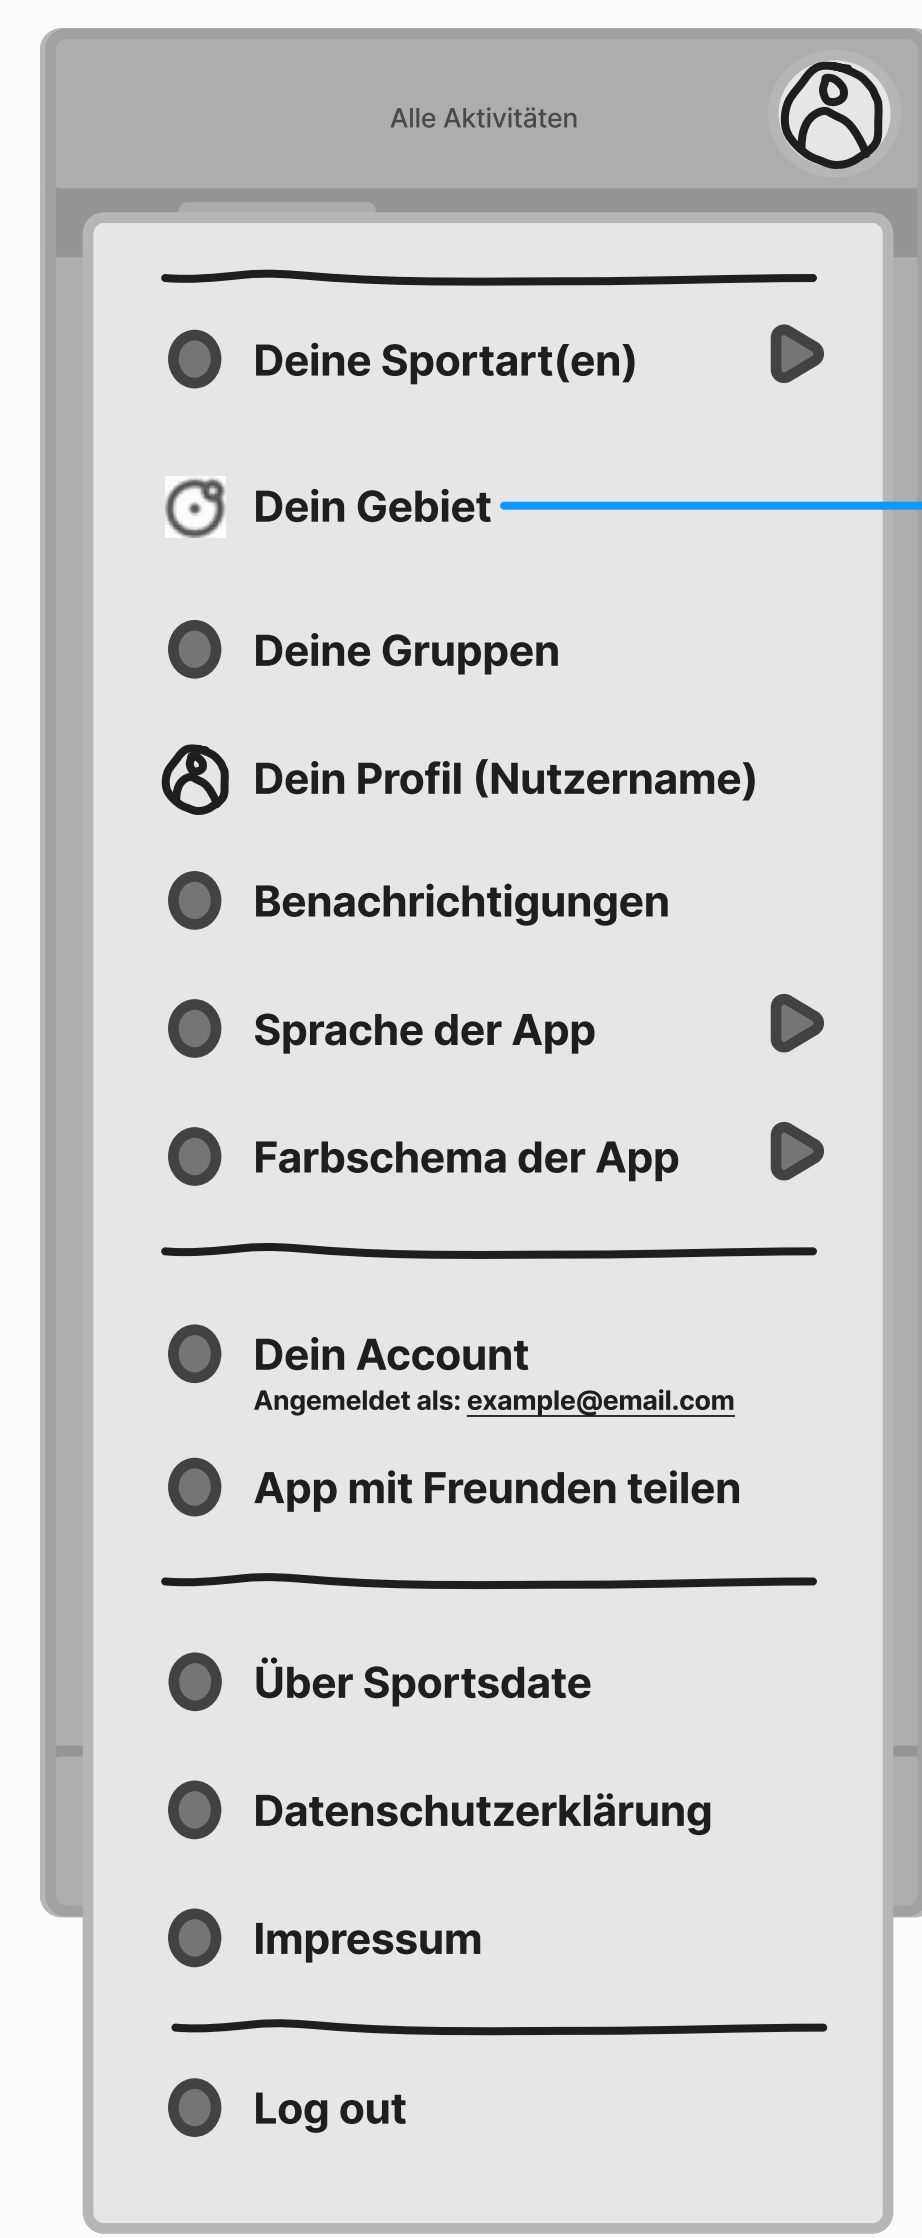 Alle Aktivitäten
Deine Sportart(en)
Dein Gebiet
Deine Gruppen
Dein Profil (Nutzername)
Benachrichtigungen
Sprache der App
Farbschema der App
Dein Account
Angemeldet als: example@email.com
App mit Freunden teilen
Über Sportsdate
Datenschutzerklärung
Impressum
Log out